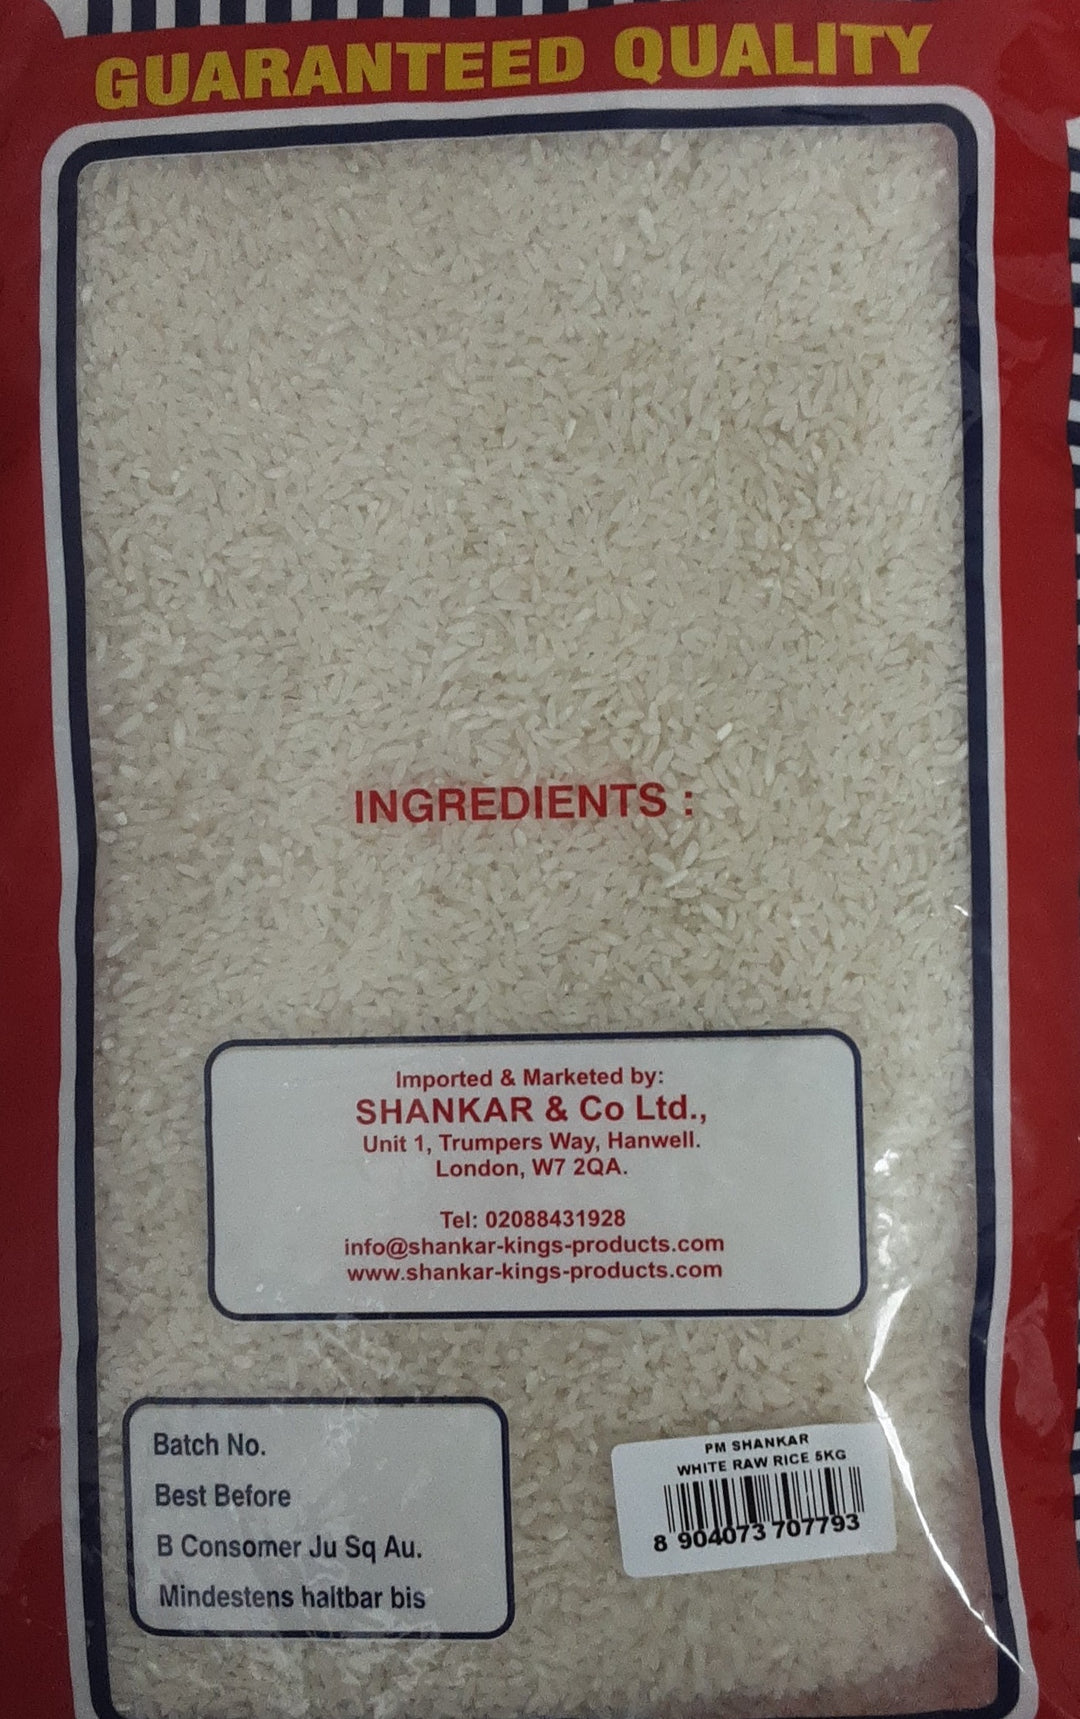 GUARANTEED QUALITY
INGREDIENTS :
Imported & Marketed by:
SHANKAR & Co Ltd.,
Unit 1, Trumpers Way, Hanwell.
London, W7 2QA.
Tel: 02088431928
info@shankar-kings-products.com
www.shankar-kings-products.com
Batch No.
Best Before
B Consomer Ju Sq Au.
Mindestens haltbar bis
PM SHANKAR
WHITE RAW RICE 5KG
8 904073 707793